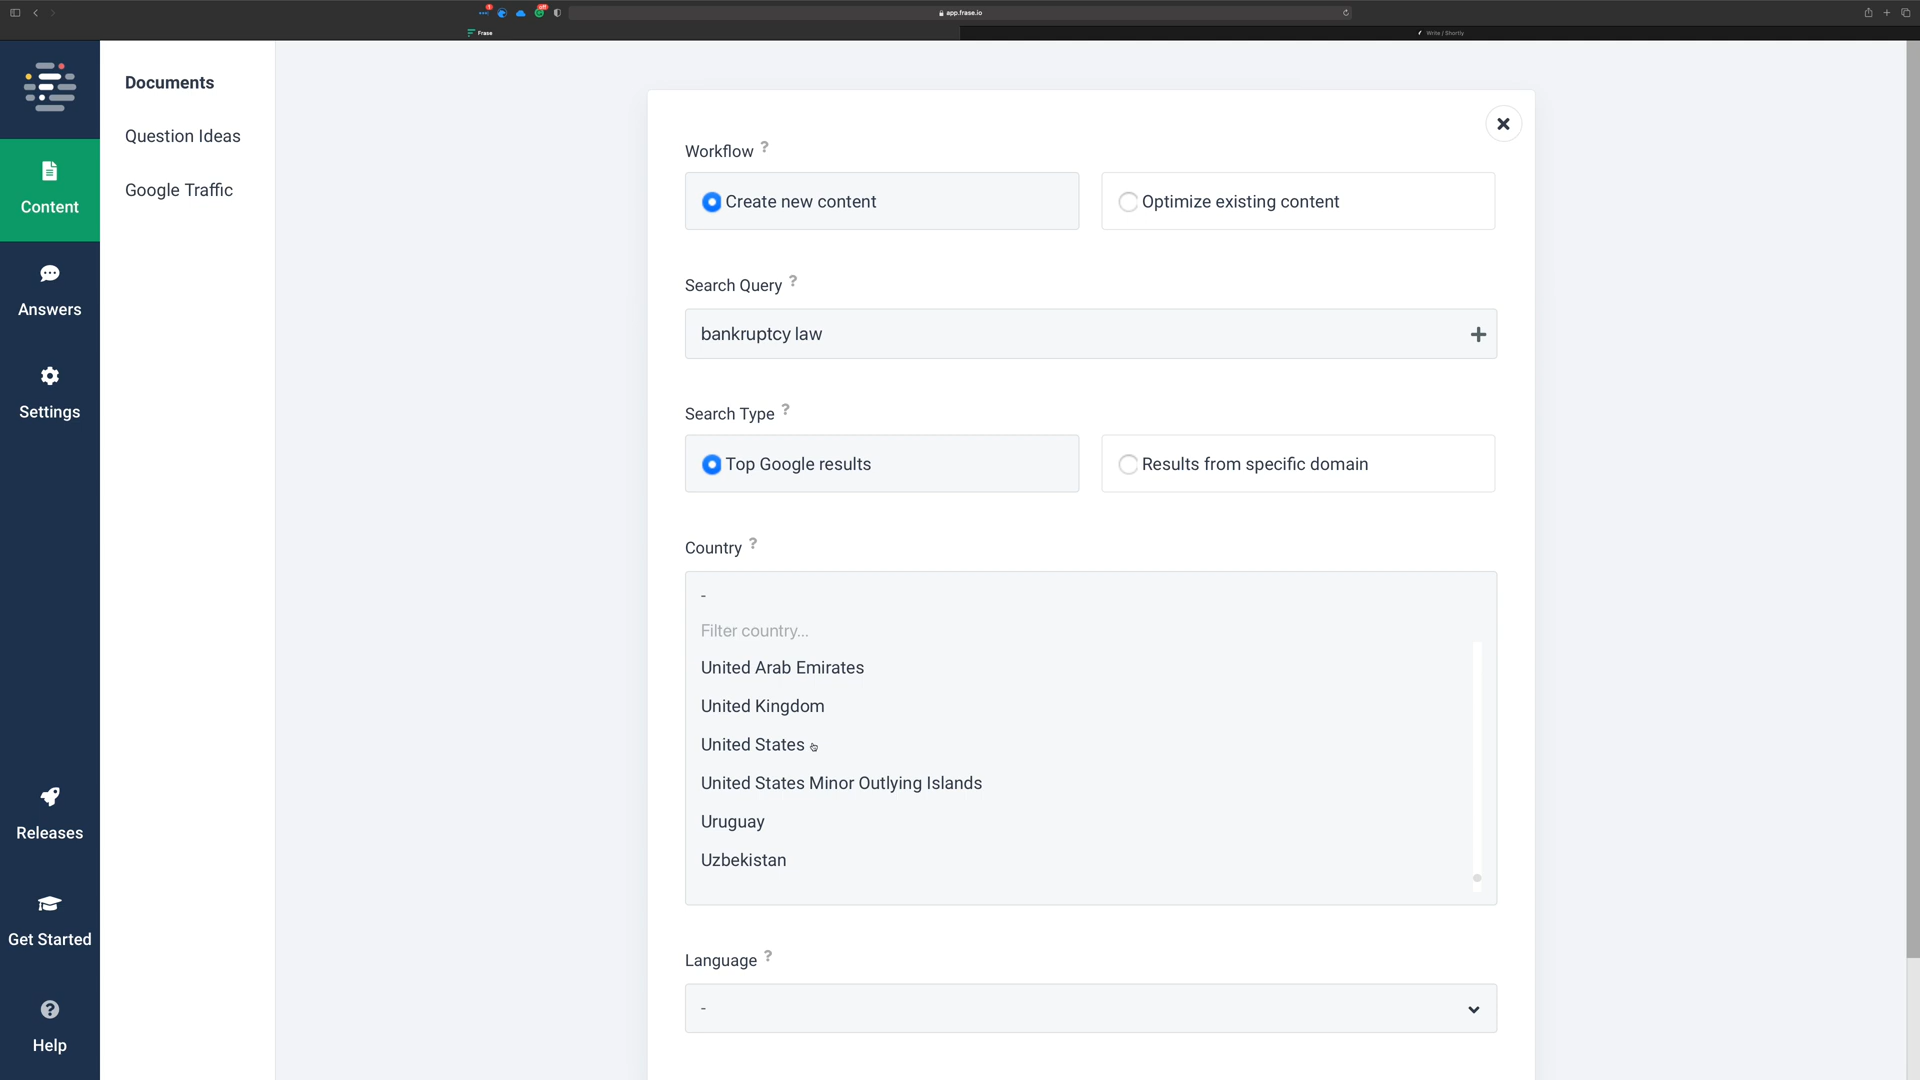 app.frase.io
Frase
Write / Shortly
Documents
Question Ideas
Google Traffic
Content
Answers
Settings
Releases
Get Started
Help
Workflow ?
Create new content
Optimize existing content
Search Query ?
bankruptcy law
Search Type ?
Top Google results
Results from specific domain
Country ?
-
Filter country...
United Arab Emirates
United Kingdom
United States
United States Minor Outlying Islands
Uruguay
Uzbekistan
Language ?
-